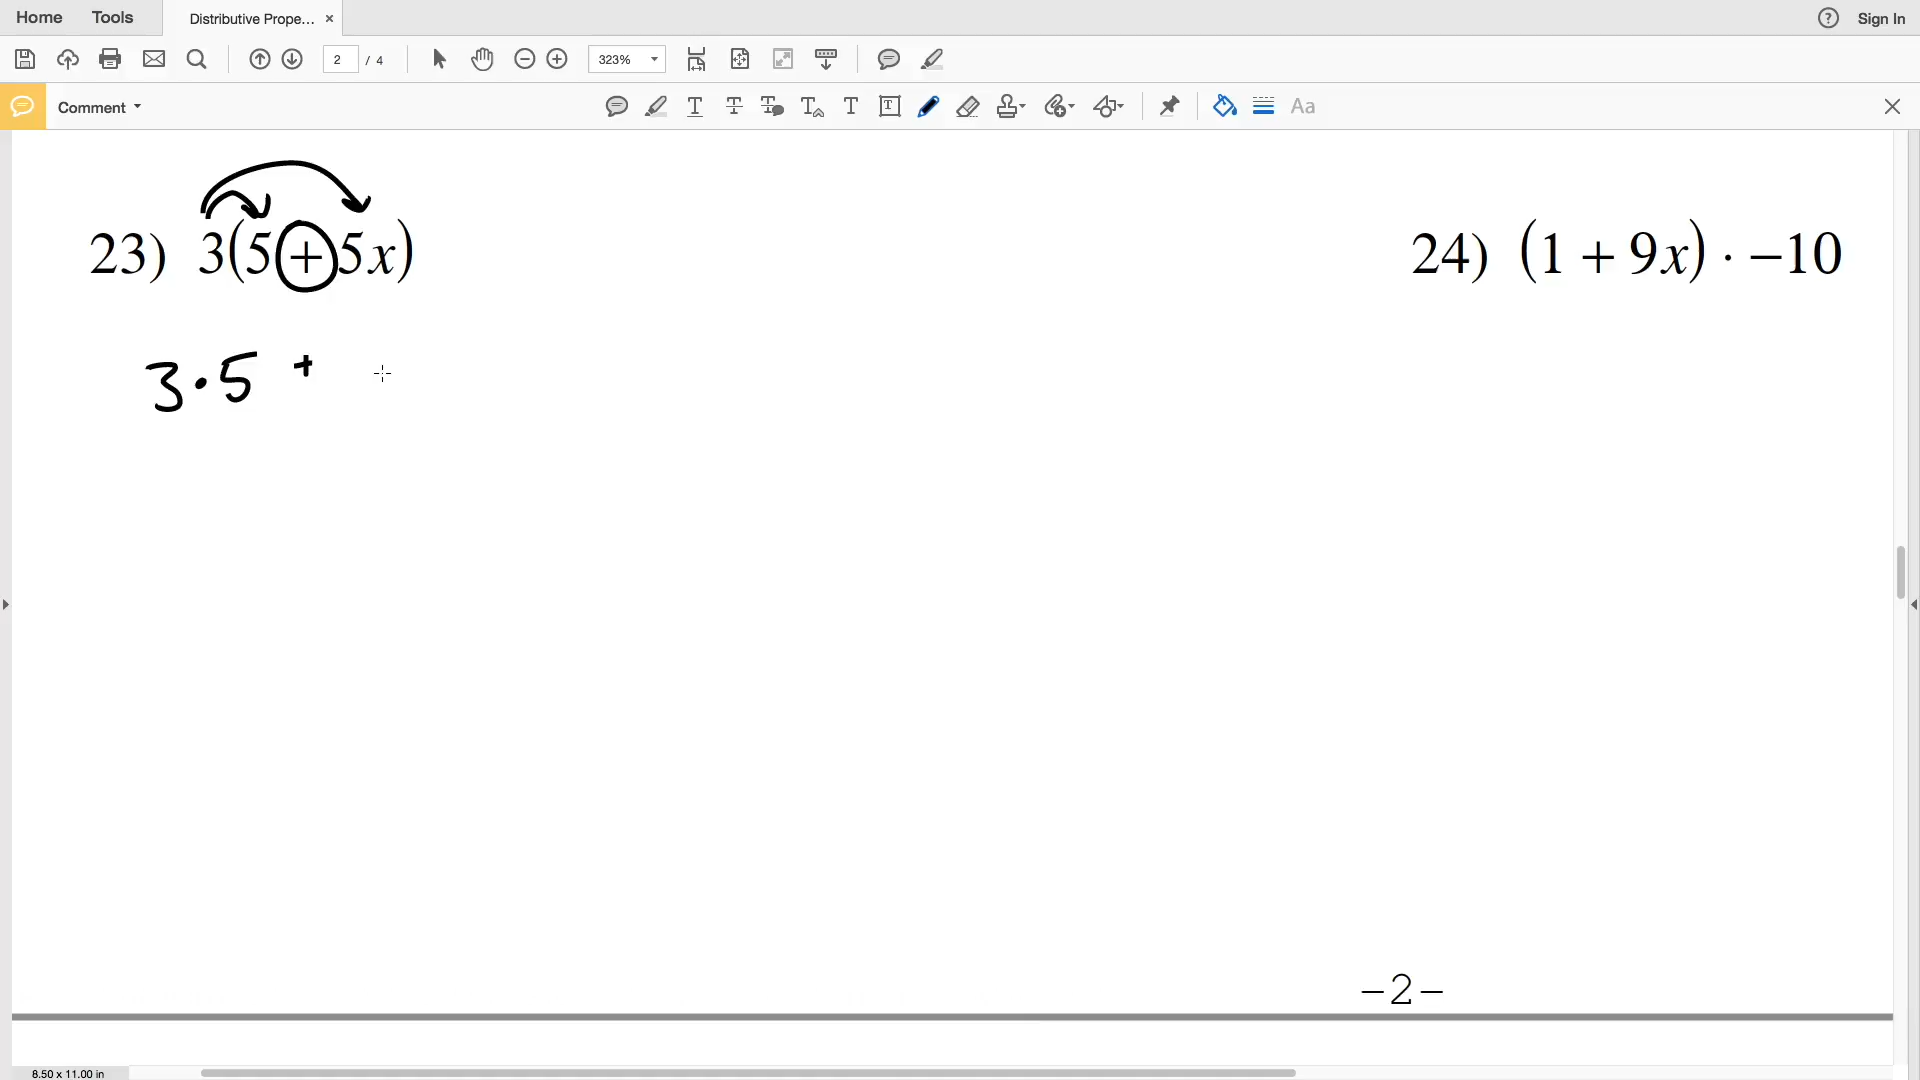 Home Tools Distributive Prope... × ? Sign In
2 / 4 323%
Comment T T T T T T Aa
23) 3(5 + 5x)
24) (1 + 9x) · −10
3·5 +
-2-
8.50 x 11.00 in